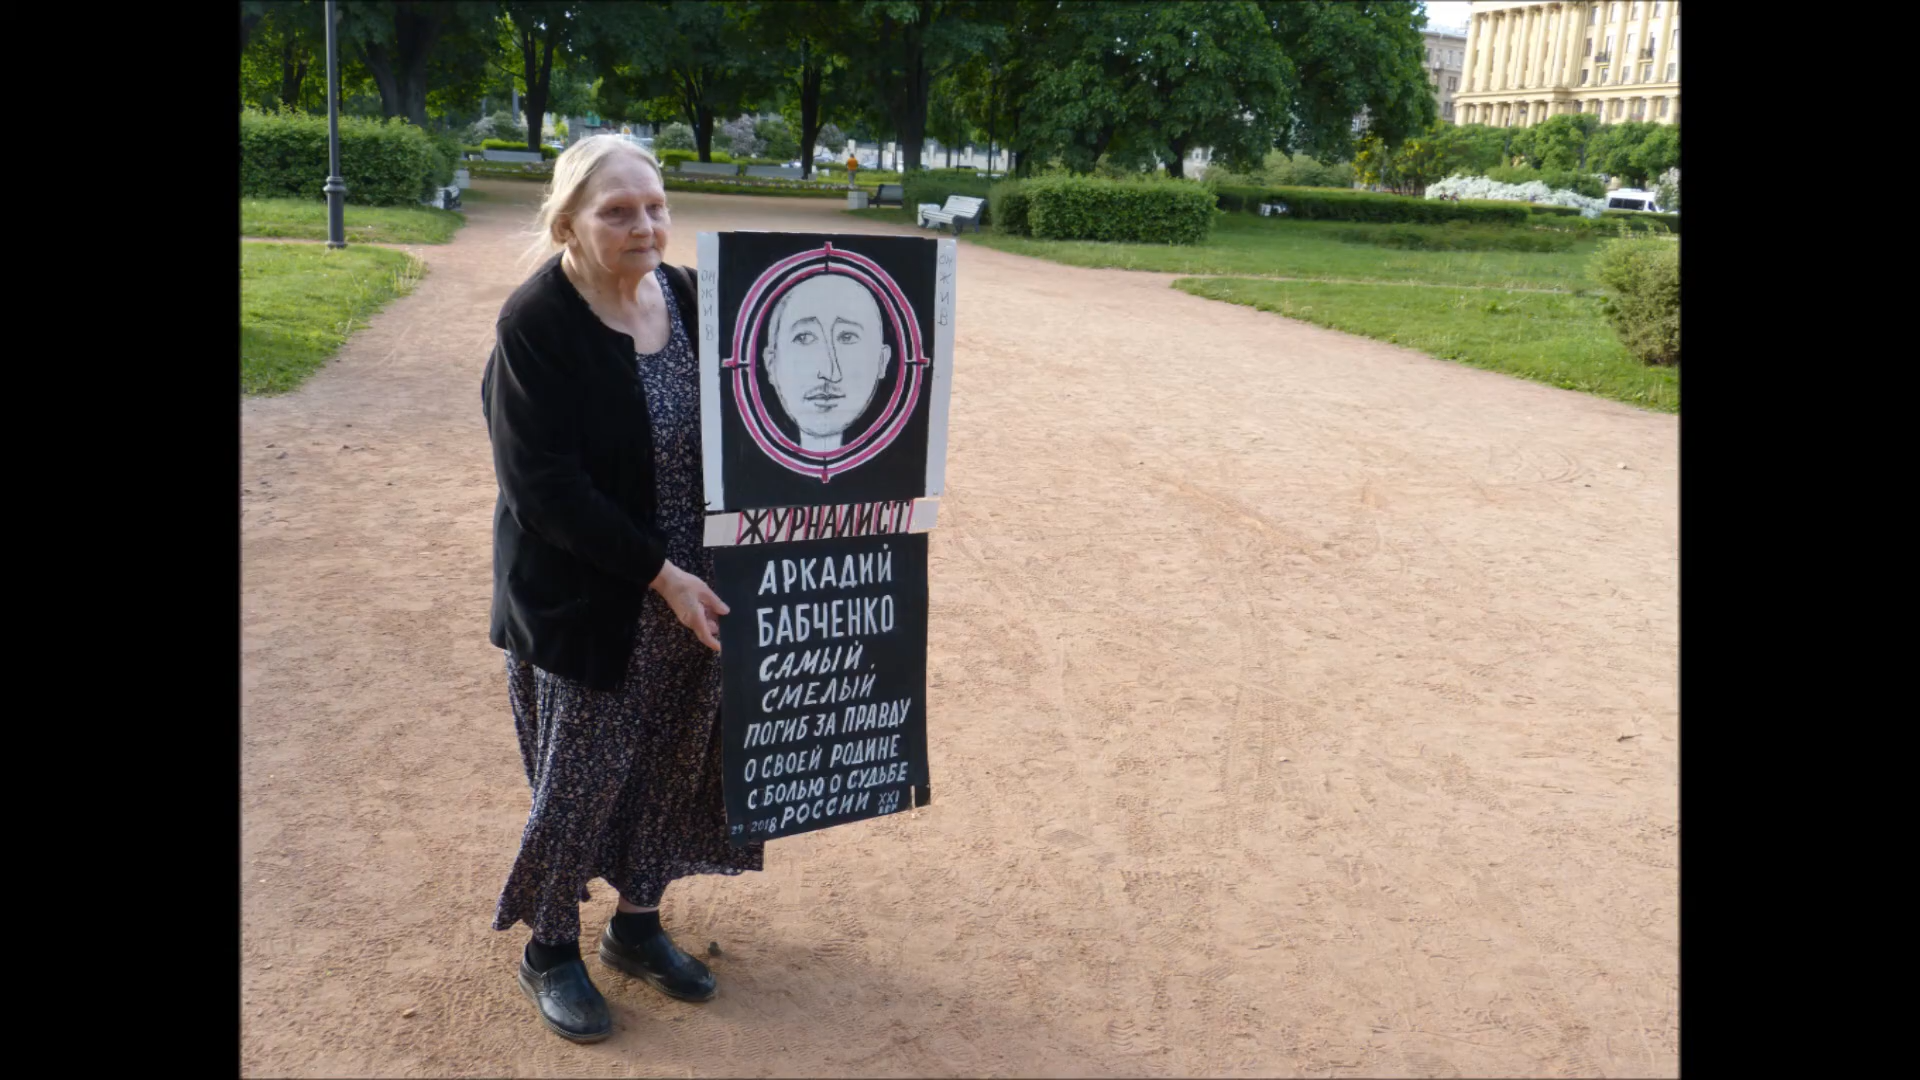 ОН ЖИВ
ОН ЖИВ
ЖУРНАЛИСТ
АРКАДИЙ
БАБЧЕНКО
САМЫЙ
СМЕЛЫЙ
ПОГИБ ЗА ПРАВДУ
О СВОЕЙ РОДИНЕ
С БОЛЬЮ О СУДЬБЕ
РОССИИ XXI
29 2018